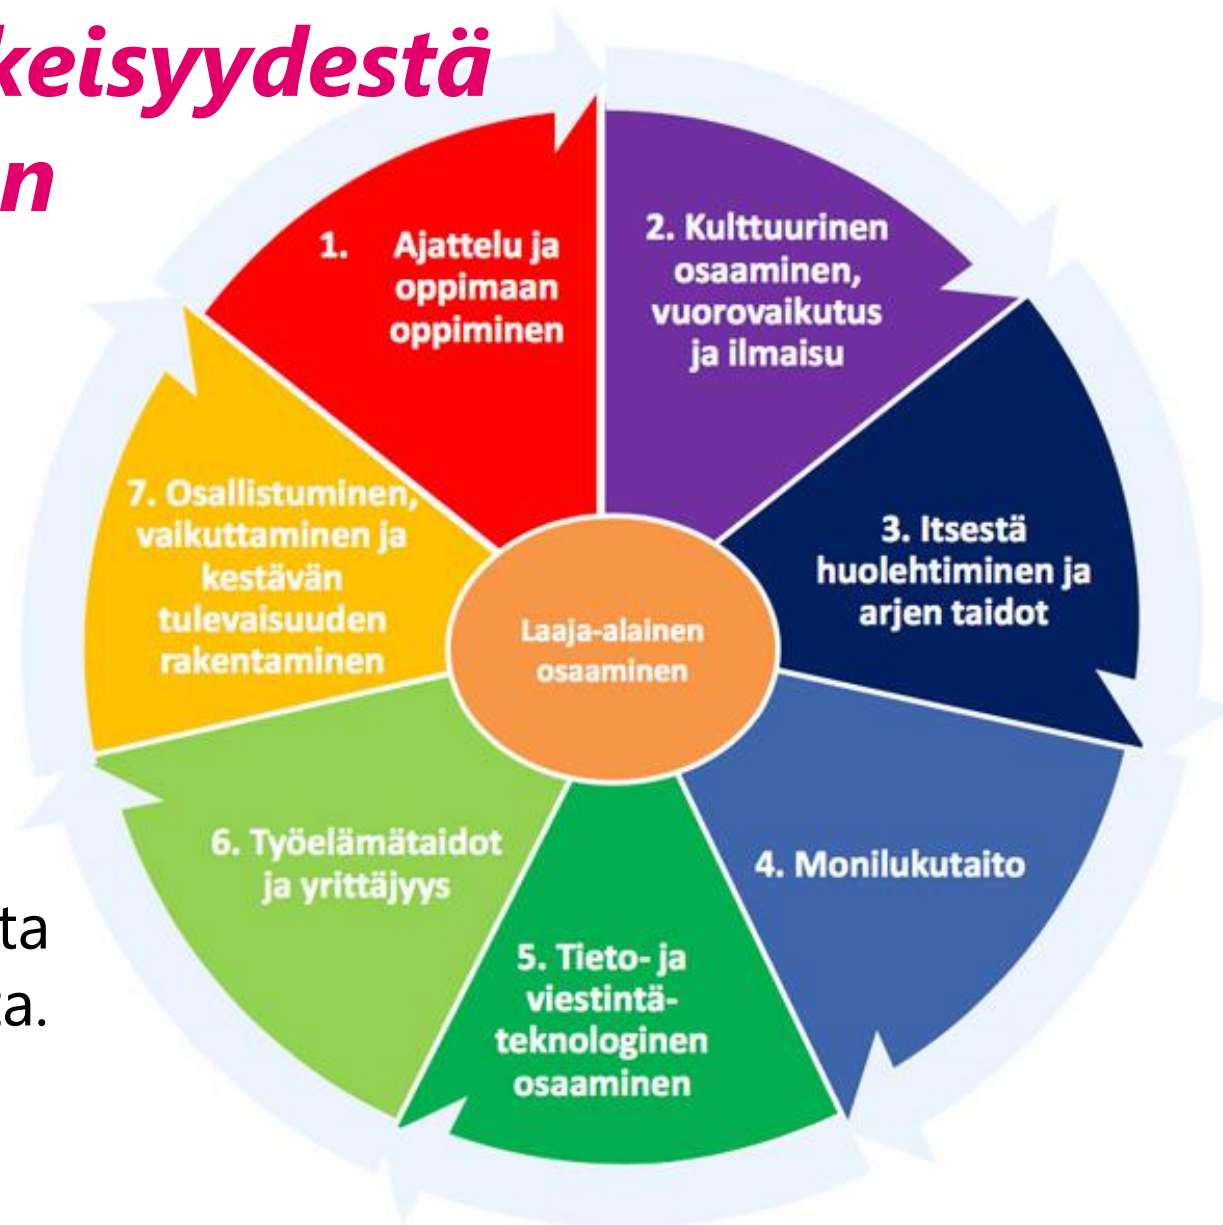 keisyydestä
n
1. Ajattelu ja
oppimaan
oppiminen
2. Kulttuurinen
osaaminen,
vuorovaikutus
ja ilmaisu
3. Itsestä
huolehtiminen ja
arjen taidot
4. Monilukutaito
5. Tieto- ja
viestintä-
teknologinen
osaaminen
6. Työelämätaidot
ja yrittäjyys
7. Osallistuminen,
vaikuttaminen ja
kestävän
tulevaisuuden
rakentaminen
Laaja-alainen
osaaminen
ta
a.